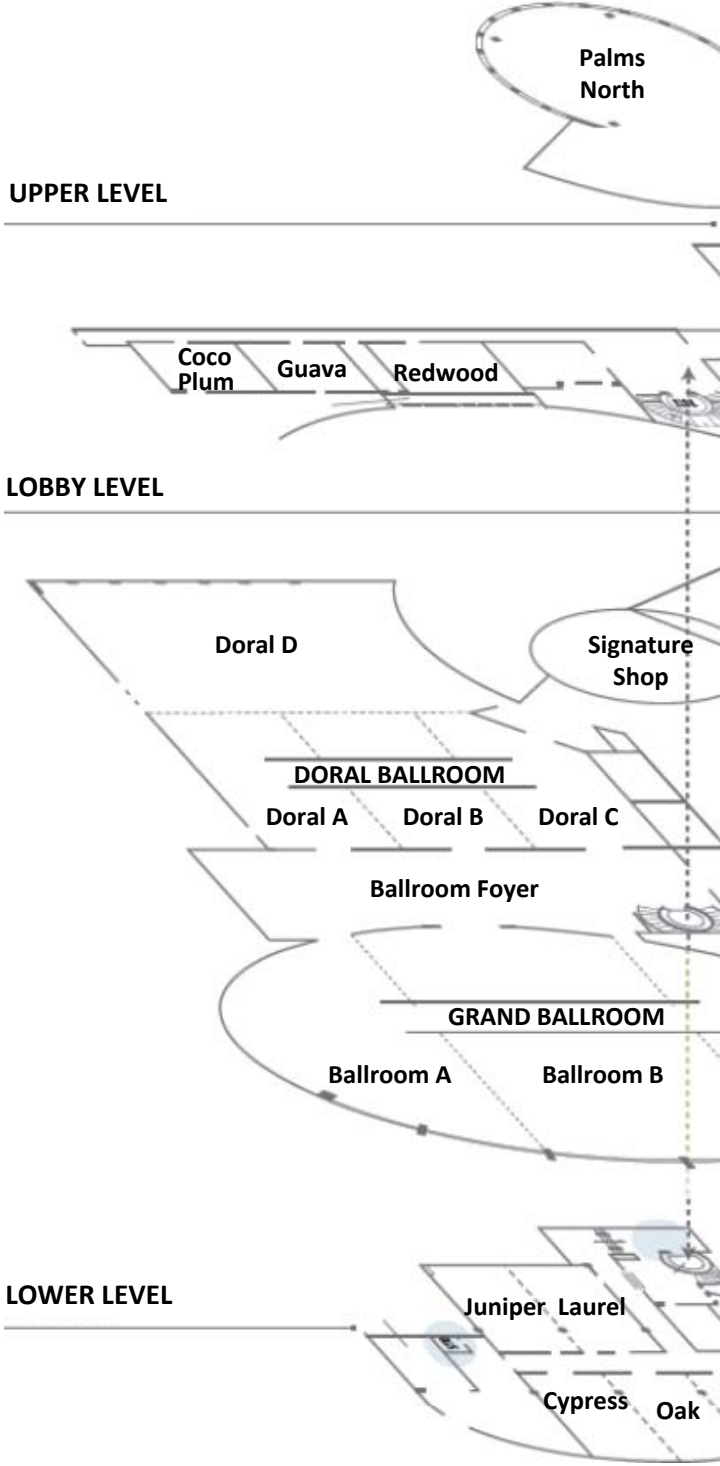 Palms
North
UPPER LEVEL
Coco
Plum
Guava
Redwood
LOBBY LEVEL
Doral D
Signature
Shop
DORAL BALLROOM
Doral A
Doral B
Doral C
Ballroom Foyer
GRAND BALLROOM
Ballroom A
Ballroom B
LOWER LEVEL
Juniper
Laurel
Cypress
Oak